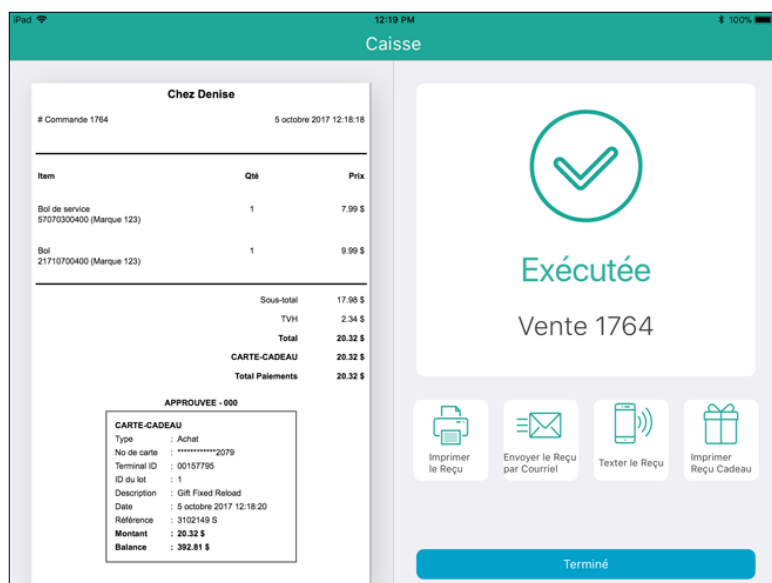 iPad 12:19 PM 100%
Caisse
Chez Denise
# Commande 1764 5 octobre 2017 12:18:18
Item Qté Prix
Bol de service 1 7.99 $
57070300400 (Marque 123)
Bol 1 9.99 $
21710700400 (Marque 123)
Sous-total 17.98 $
TVH 2.34 $
Total 20.32 $
CARTE-CADEAU 20.32 $
Total Paiements 20.32 $
APPROUVEE - 000
CARTE-CADEAU
Type : Achat
No de carte : ************2079
Terminal ID : 00157795
ID du lot : 1
Description : Gift Fixed Reload
Date : 5 octobre 2017 12:18:20
Référence : 3102149 S
Montant : 20.32 $
Balance : 392.81 $
Exécutée
Vente 1764
Imprimer
le Reçu
Envoyer le Reçu
par Courriel
Texter le Reçu
Imprimer
Reçu Cadeau
Terminé